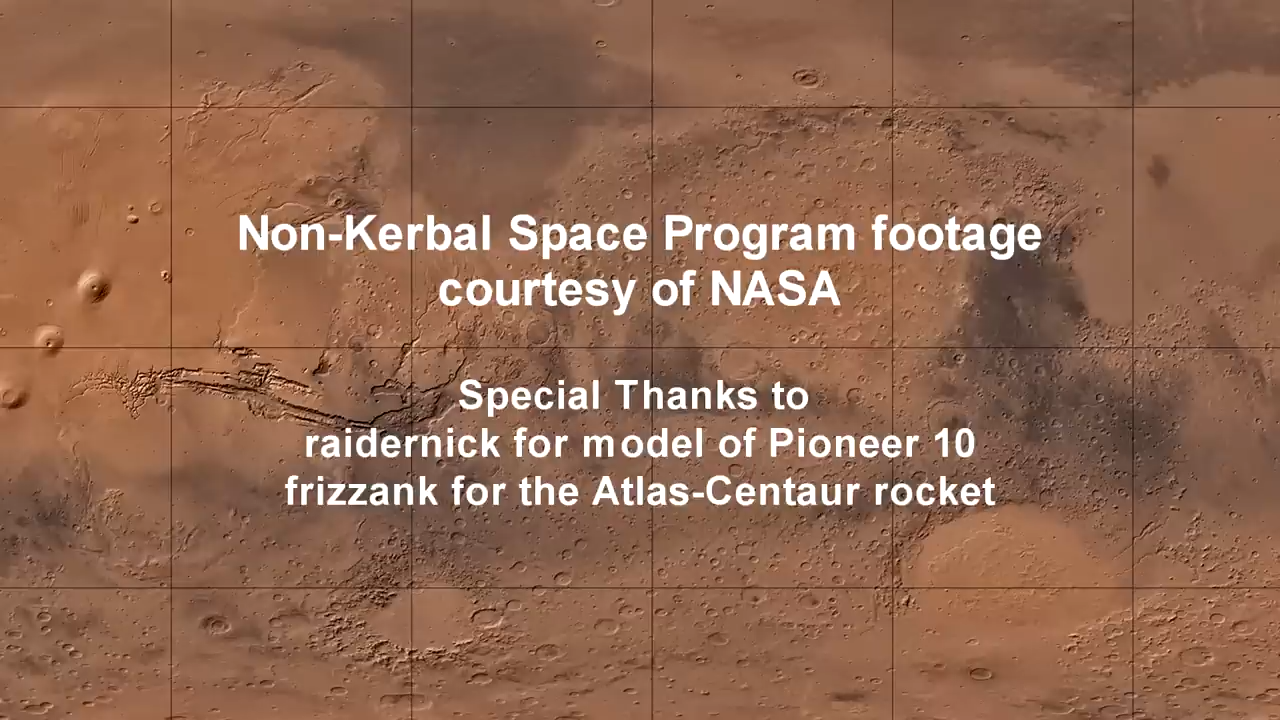 Non-Kerbal Space Program footage
courtesy of NASA
Special Thanks to
raidernick for model of Pioneer 10
frizzank for the Atlas-Centaur rocket